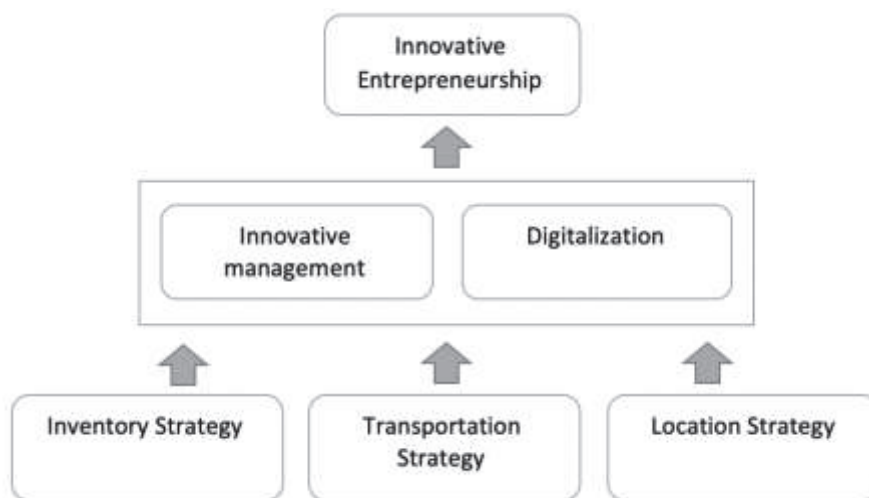 Innovative
Entrepreneurship
Innovative
management
Digitalization
Inventory Strategy
Transportation
Strategy
Location Strategy